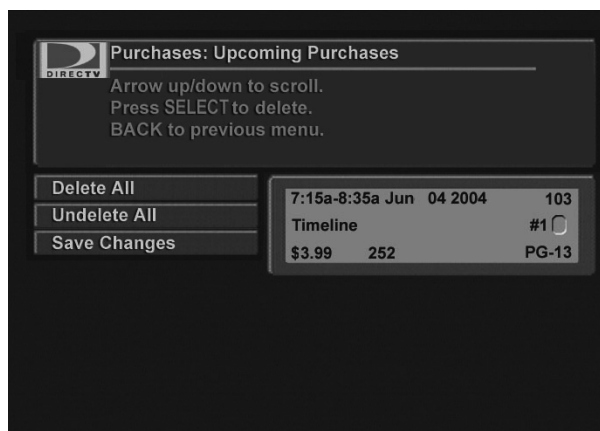 Purchases: Upcoming Purchases
DIRECTV
Arrow up/down to scroll.
Press SELECT to delete.
BACK to previous menu.
Delete All
Undelete All
Save Changes
7:15a-8:35a Jun 04 2004 103
Timeline #1
$3.99 252 PG-13